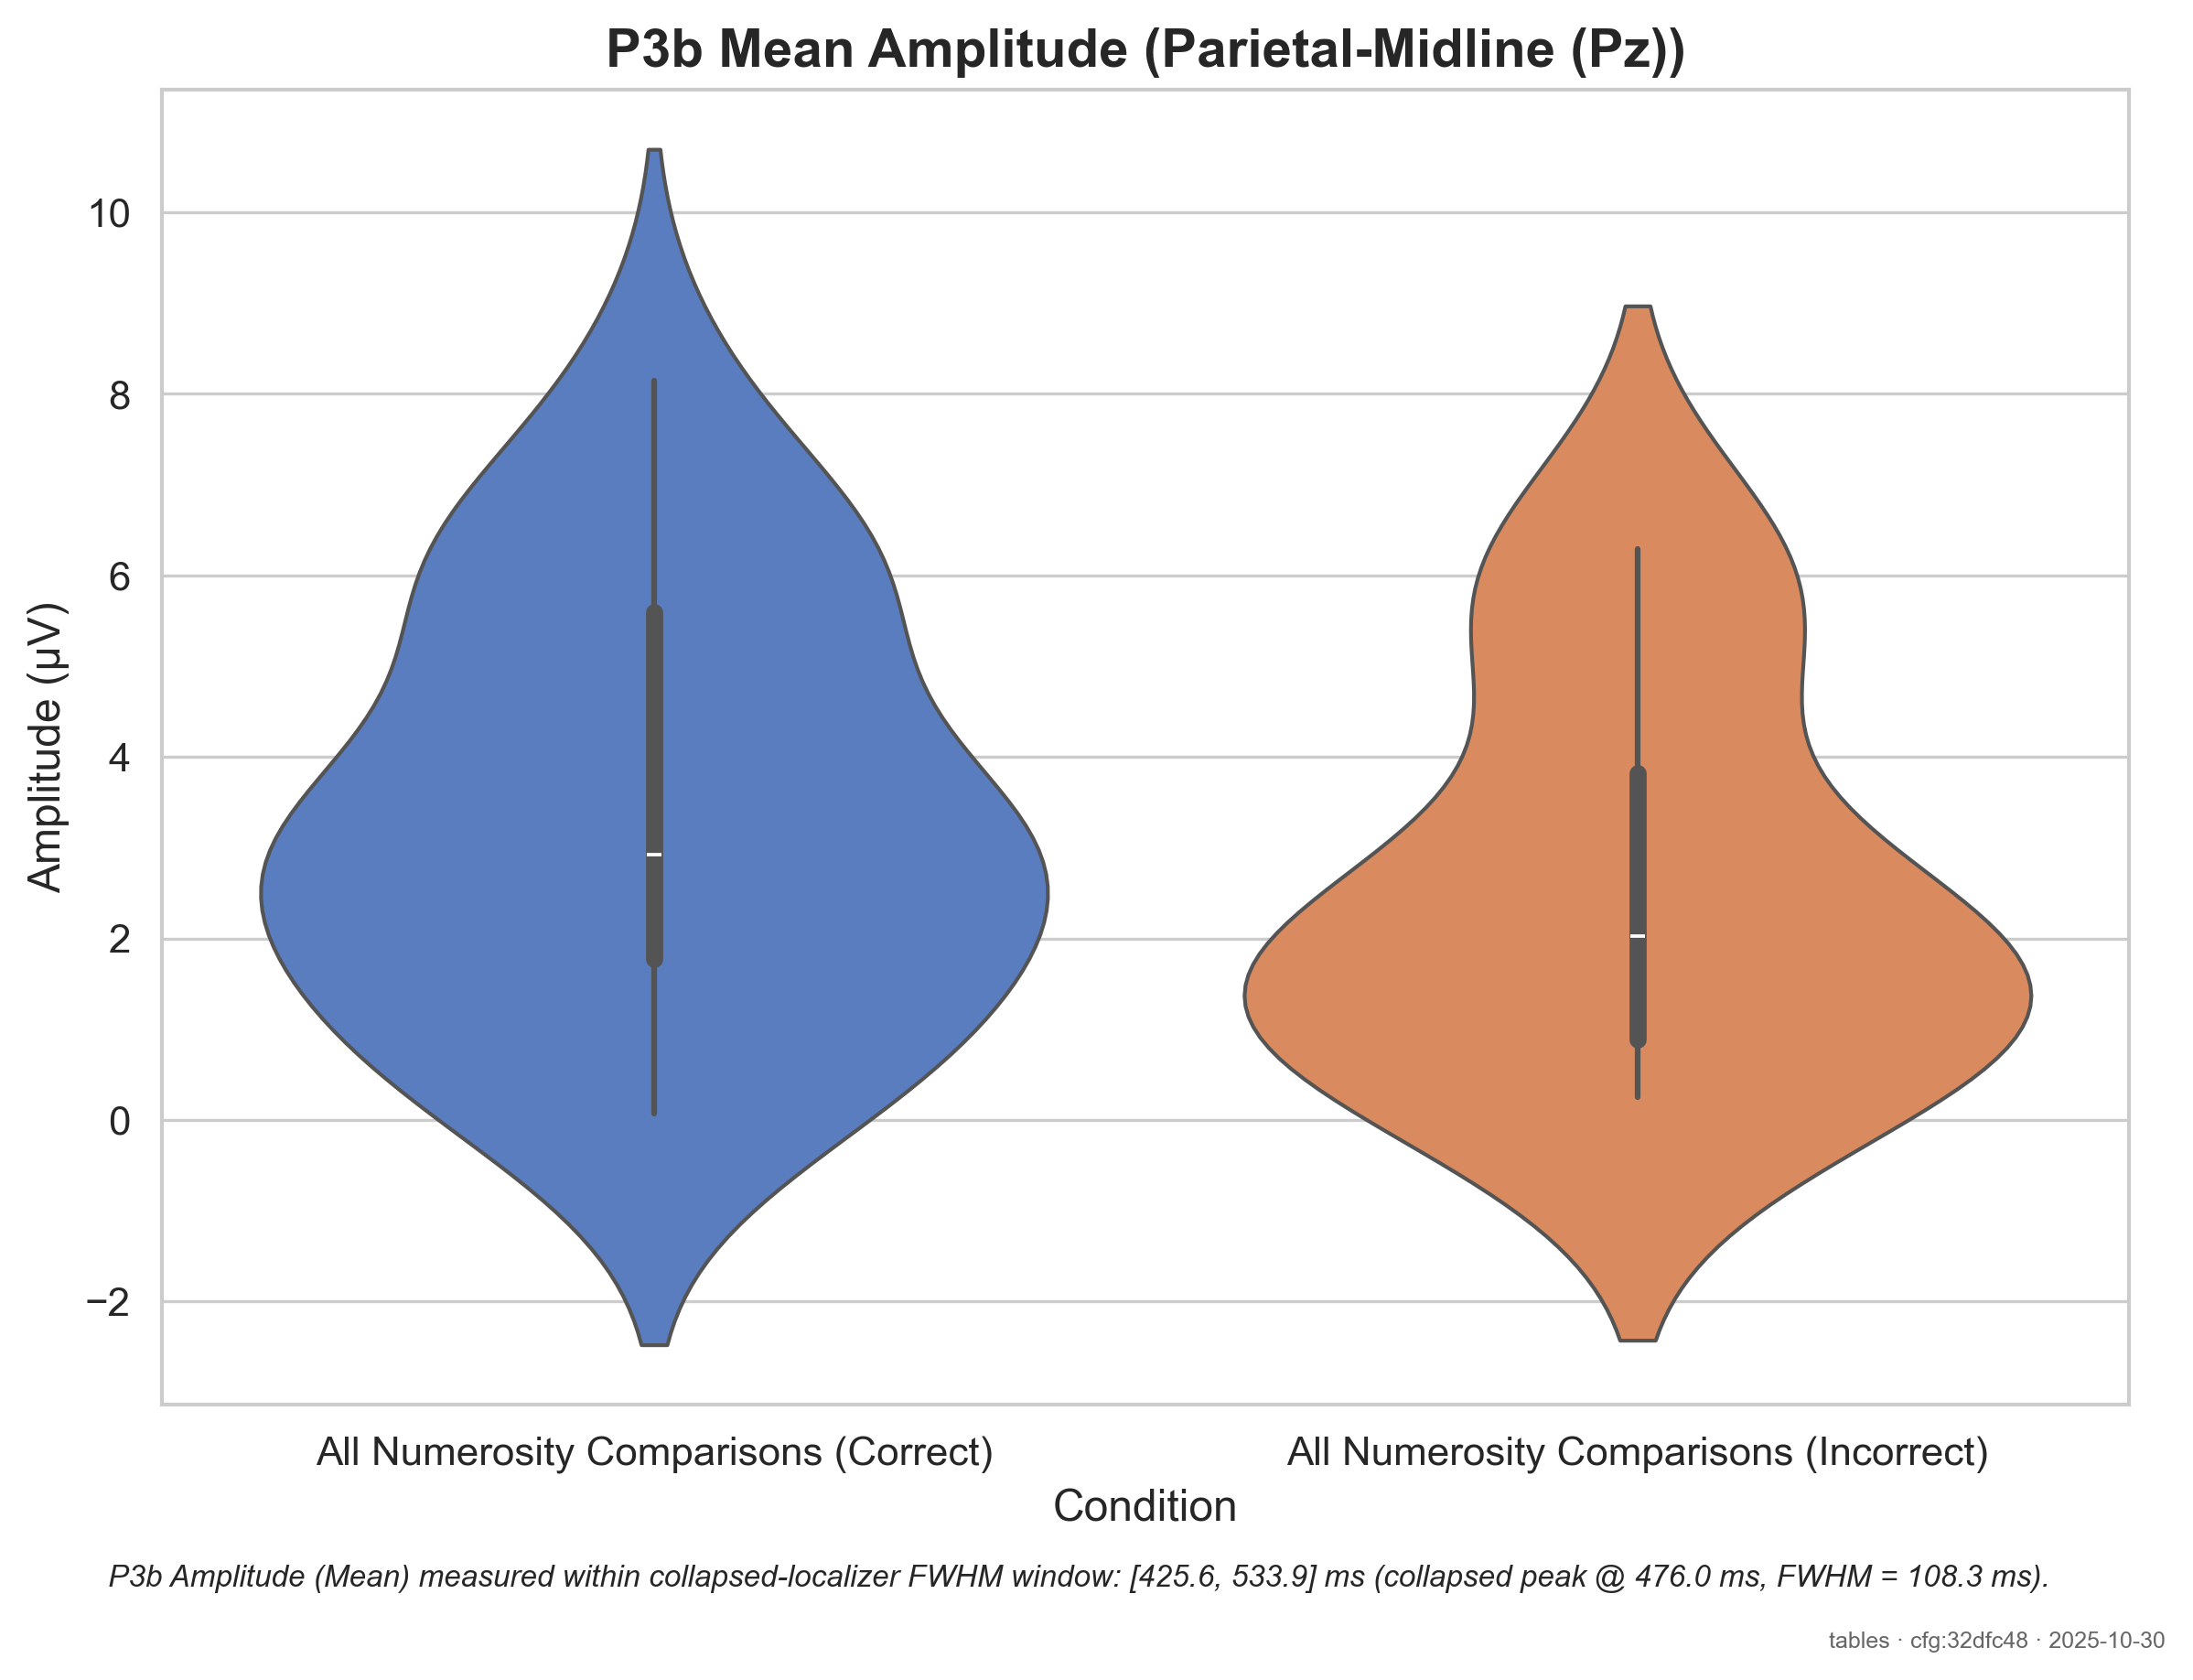 P3b Mean Amplitude (Parietal-Midline (Pz))
Amplitude (µV)
10
8
6
4
2
0
−2
All Numerosity Comparisons (Correct)
All Numerosity Comparisons (Incorrect)
Condition
P3b Amplitude (Mean) measured within collapsed-localizer FWHM window: [425.6, 533.9] ms (collapsed peak @ 476.0 ms, FWHM = 108.3 ms).
tables · cfg:32dfc48 · 2025-10-30